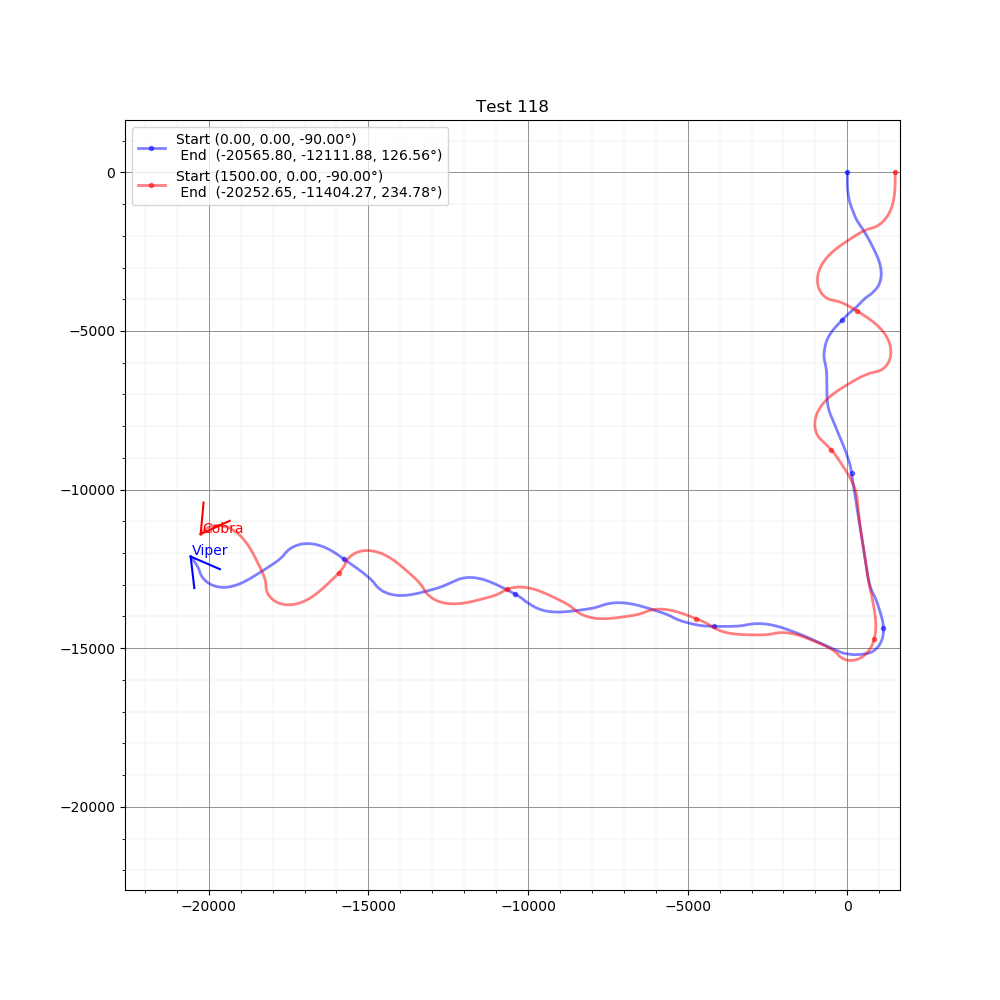 Test 118
Start (0.00, 0.00, -90.00°)
End (-20565.80, -12111.88, 126.56°)
Start (1500.00, 0.00, -90.00°)
End (-20252.65, -11404.27, 234.78°)
0
−5000
−10000
−15000
−20000
Cobra
Viper
−20000 −15000 −10000 −5000 0